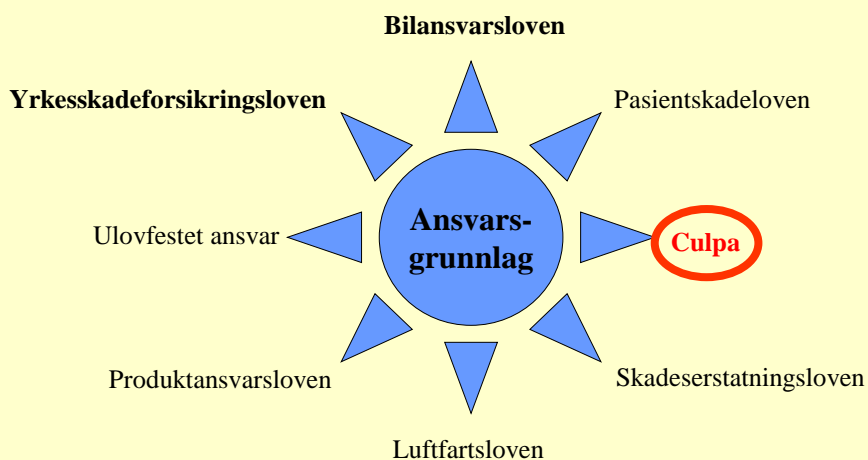 Bilansvarsloven
Yrkesskadeforsikringsloven
Pasientskadeloven
Ulovfestet ansvar
Ansvars-
grunnlag
Culpa
Produktansvarsloven
Skadeserstatningsloven
Luftfartsloven